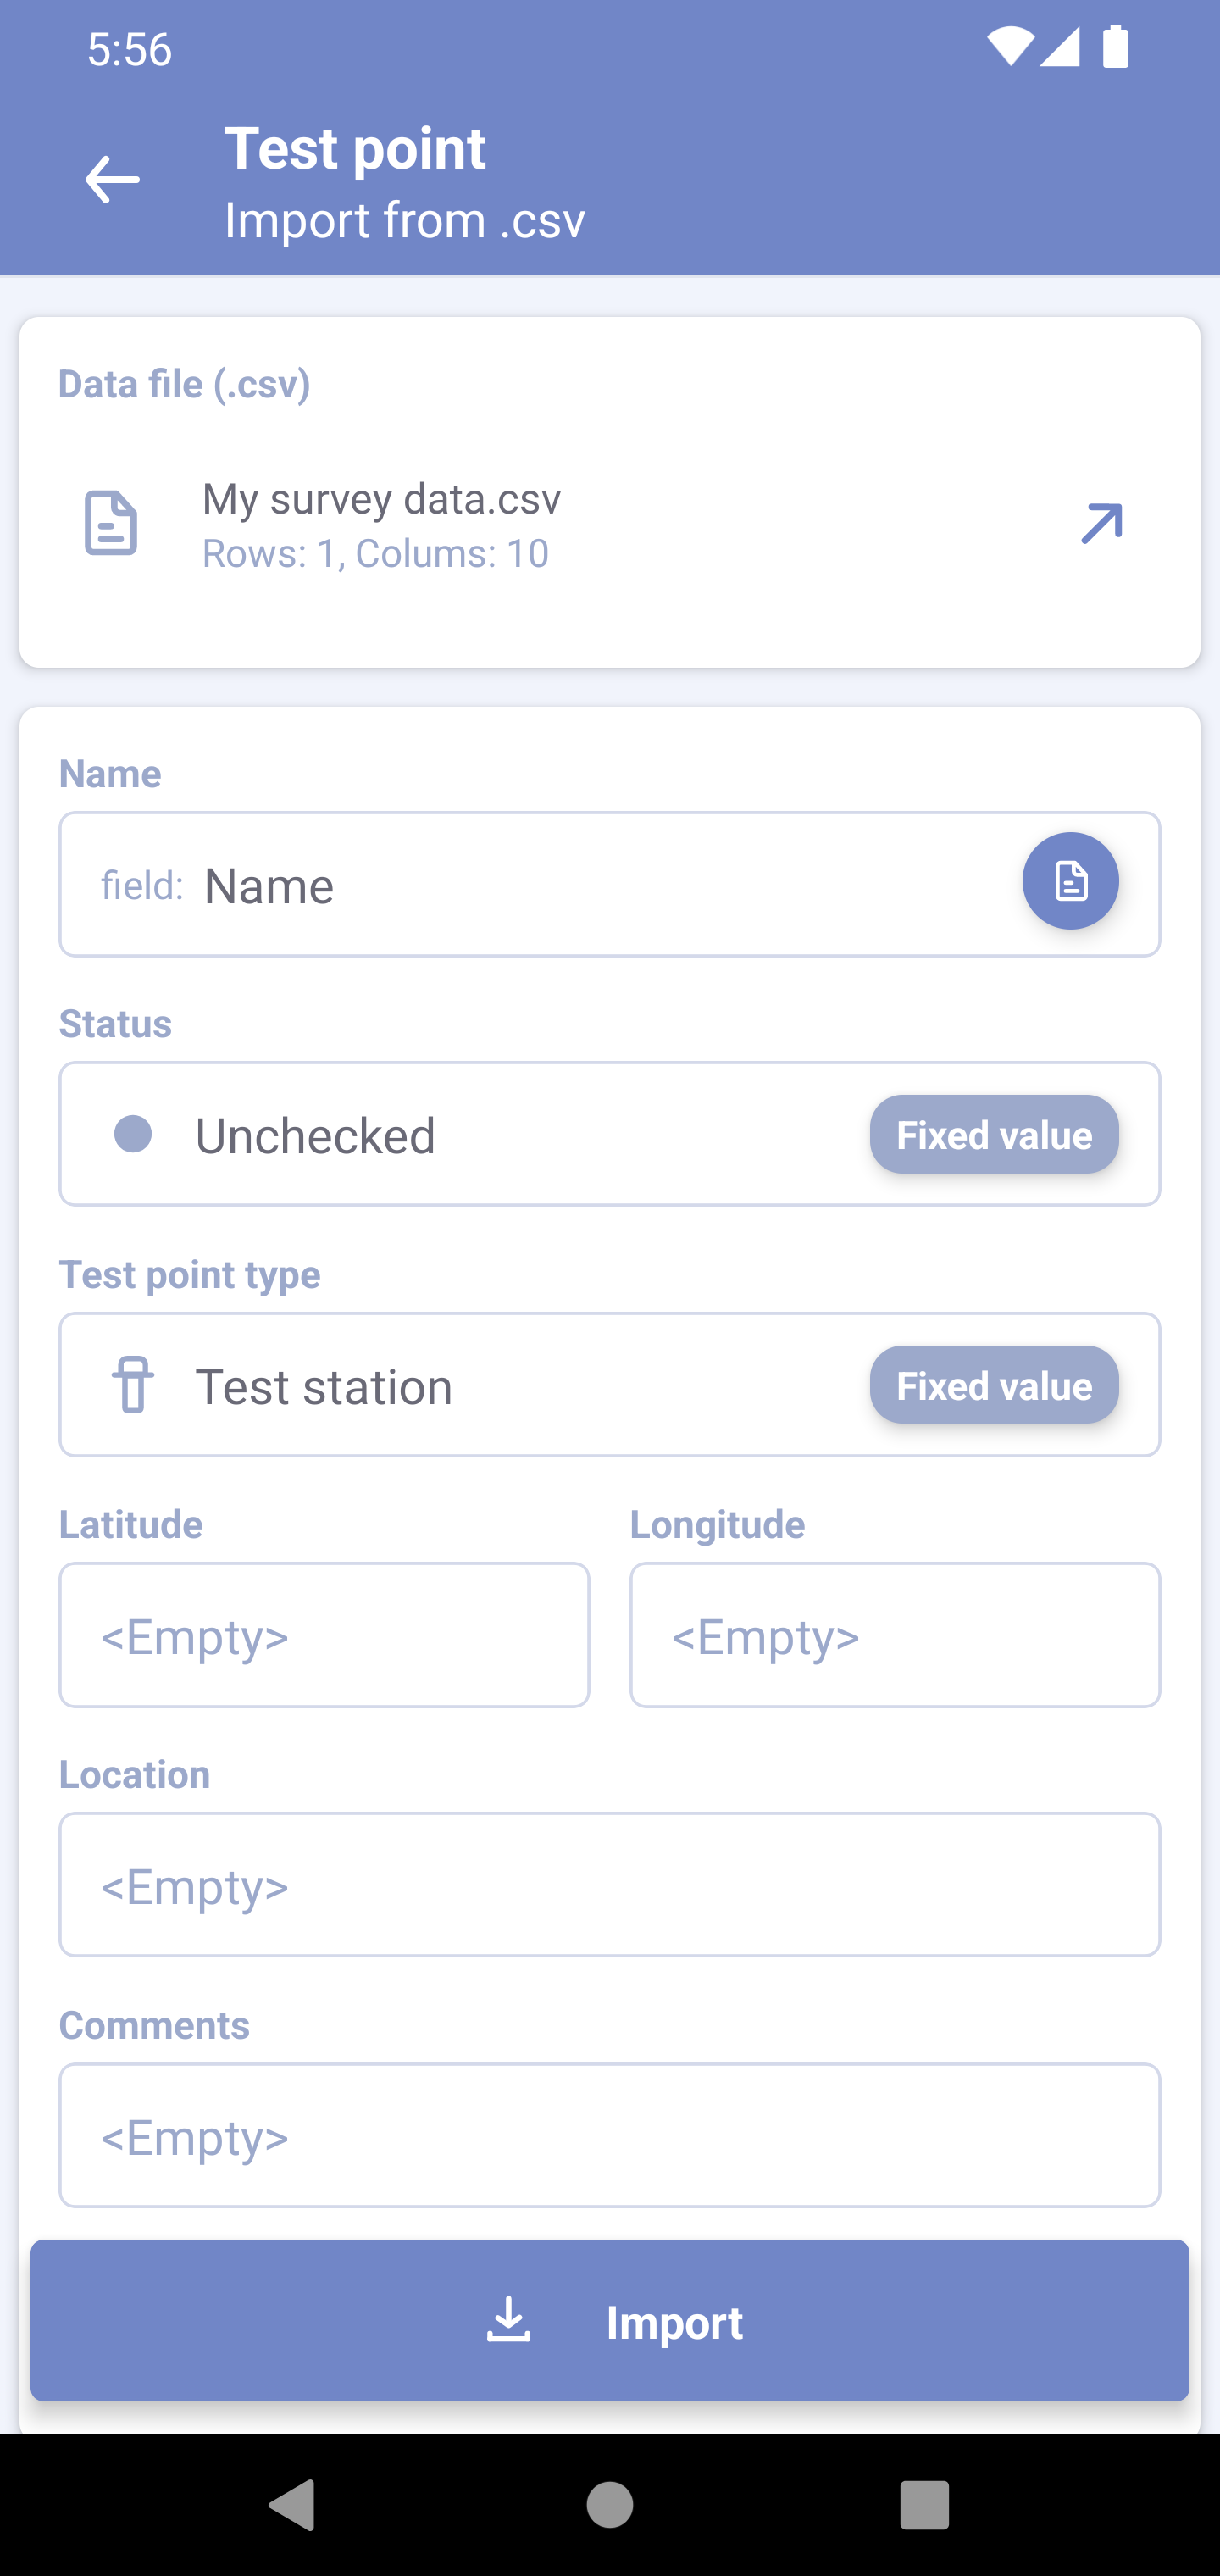 5:56
Test point
Import from .csv
Data file (.csv)
My survey data.csv
Rows: 1, Colums: 10
Name
field: Name
Status
Unchecked
Fixed value
Test point type
Test station
Fixed value
Latitude
Longitude
<Empty>
<Empty>
Location
<Empty>
Comments
<Empty>
Import